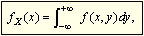 f_X(x) = ∫_{-∞}^{+∞} f(x, y) dy,